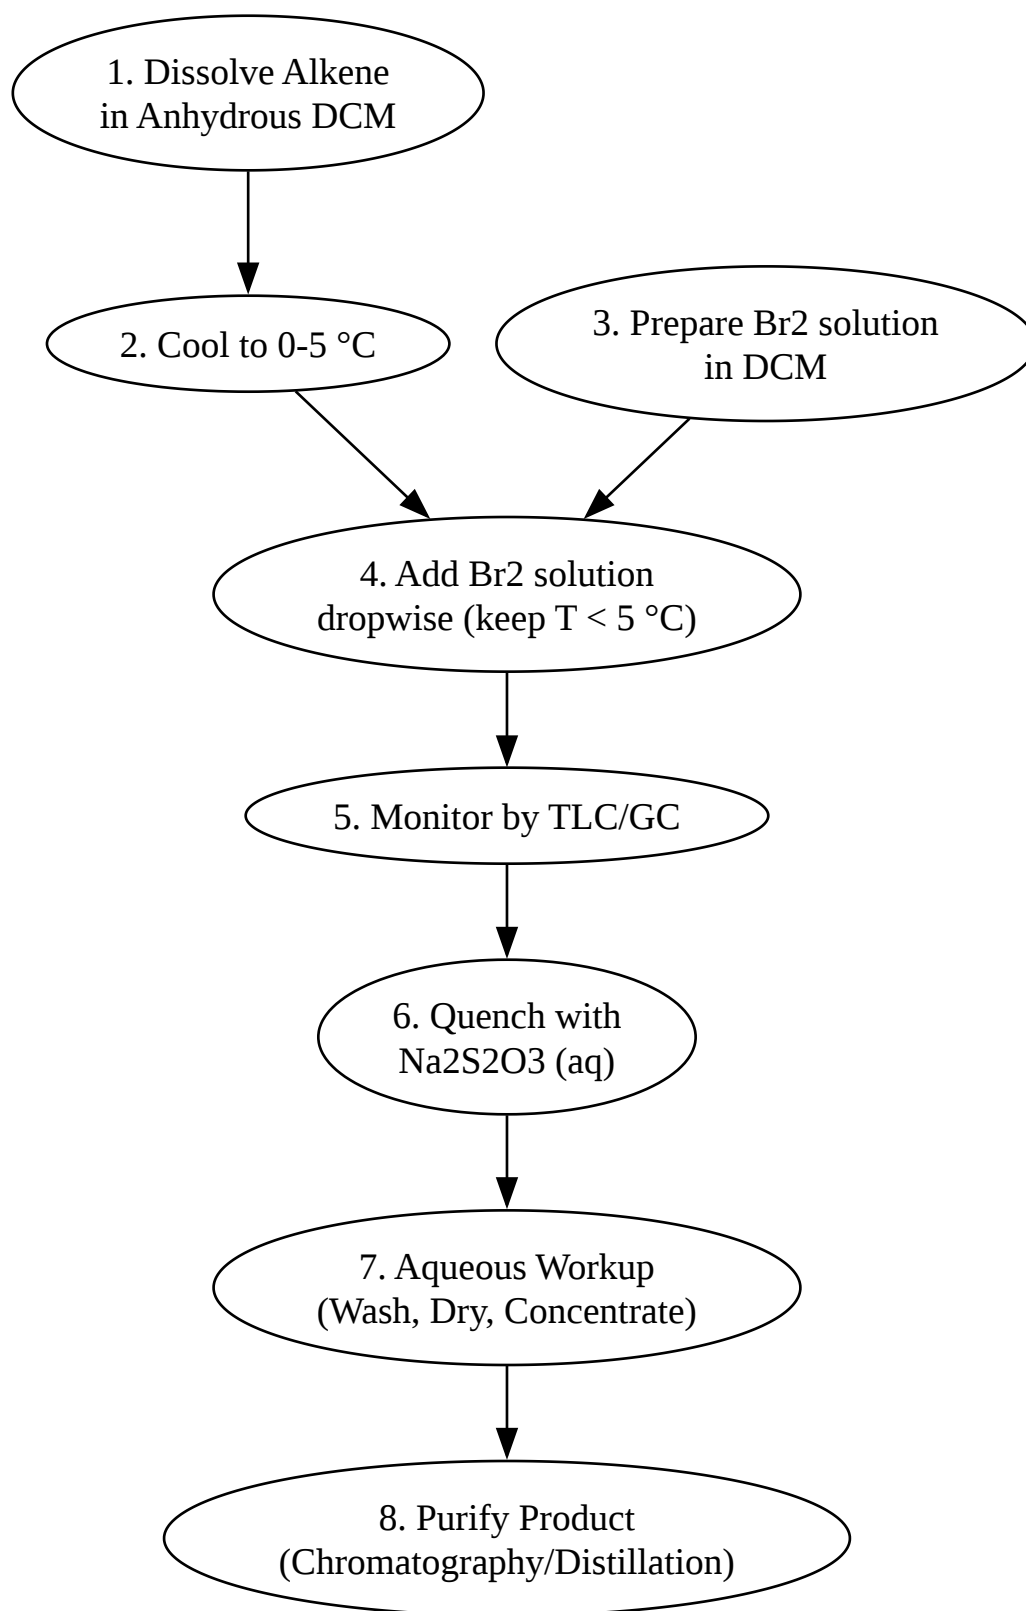 1. Dissolve Alkene
in Anhydrous DCM
2. Cool to 0-5 °C
3. Prepare Br2 solution
in DCM
4. Add Br2 solution
dropwise (keep T < 5 °C)
5. Monitor by TLC/GC
6. Quench with
Na2S2O3 (aq)
7. Aqueous Workup
(Wash, Dry, Concentrate)
8. Purify Product
(Chromatography/Distillation)